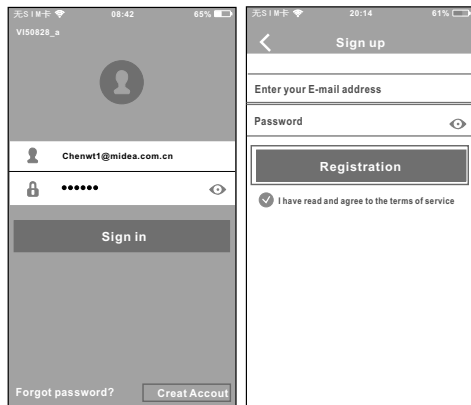 无SIM卡 08:42 65%
VI50828_a
Chenwt1@midea.com.cn
••••••
Sign in
Forgot password? Creat Accout
无SIM卡 20:14 61%
Sign up
Enter your E-mail address
Password
Registration
I have read and agree to the terms of service